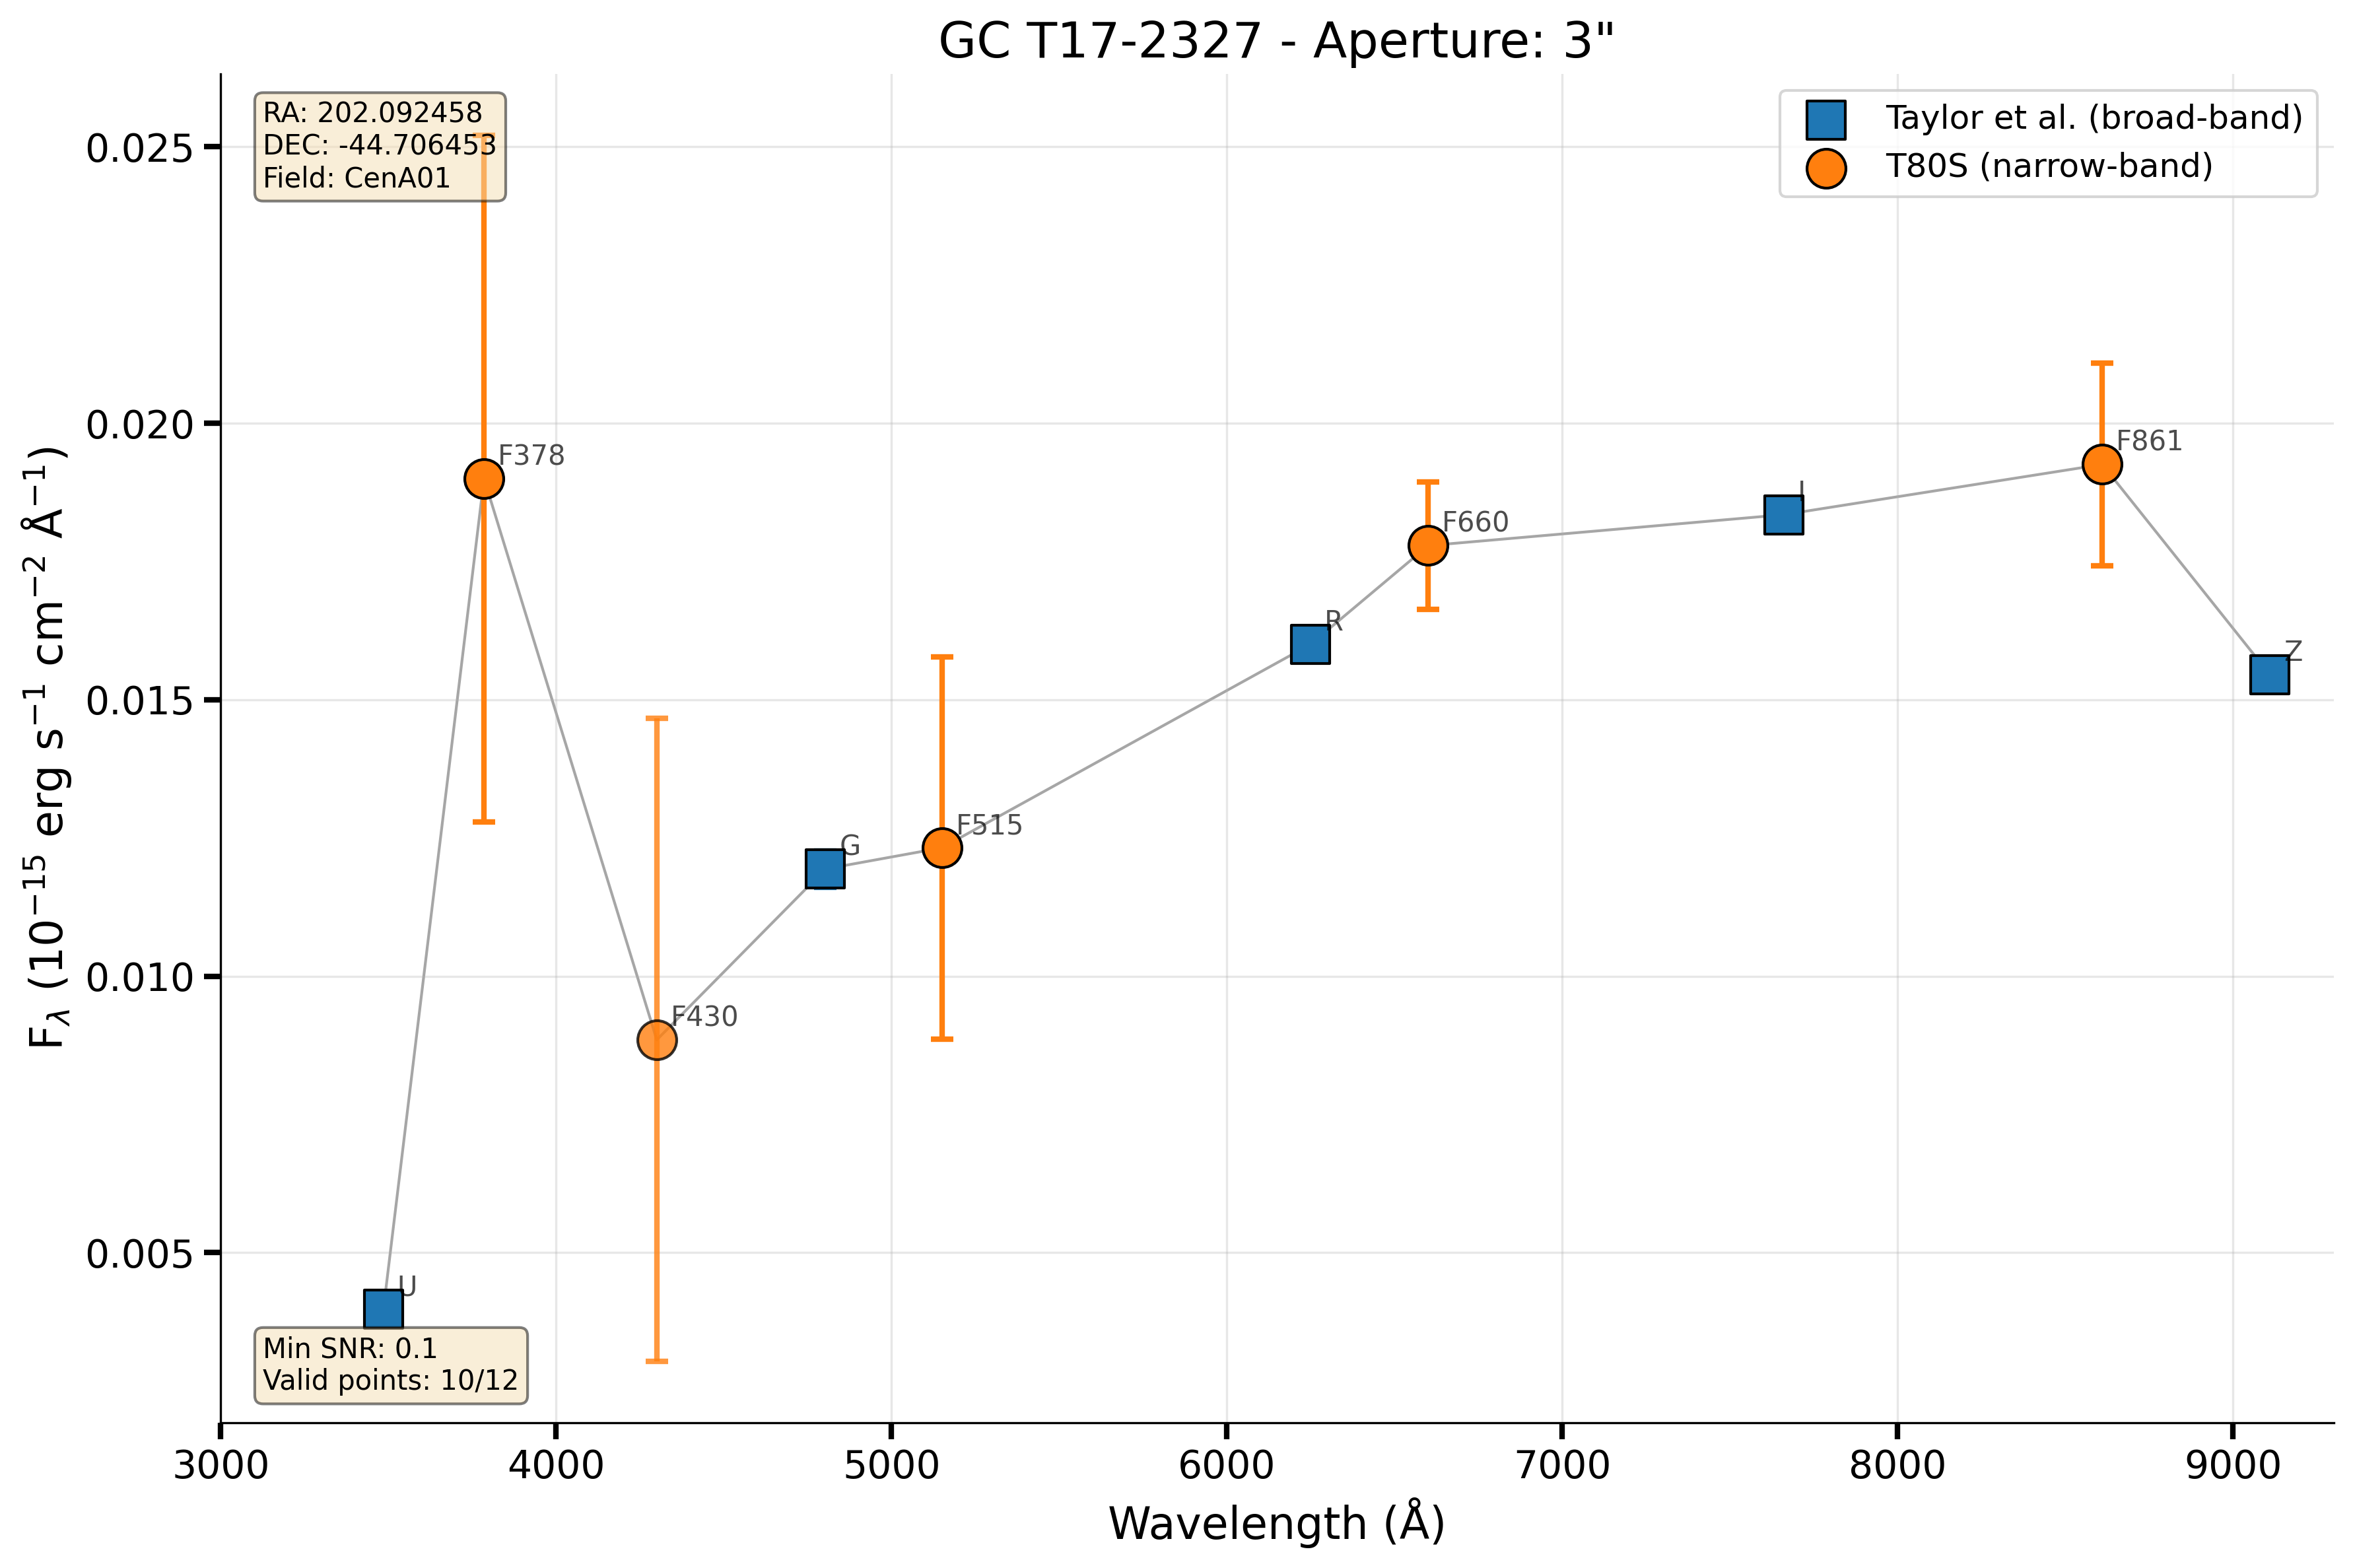 GC T17-2327 - Aperture: 3"
RA: 202.092458
DEC: -44.706453
Field: CenA01
Taylor et al. (broad-band)
T80S (narrow-band)
0.025
0.020
0.015
0.010
0.005
F_λ (10⁻¹⁵ erg s⁻¹ cm⁻² Å⁻¹)
U
F378
F430
G
F515
R
F660
I
F861
Z
Min SNR: 0.1
Valid points: 10/12
3000 4000 5000 6000 7000 8000 9000
Wavelength (Å)